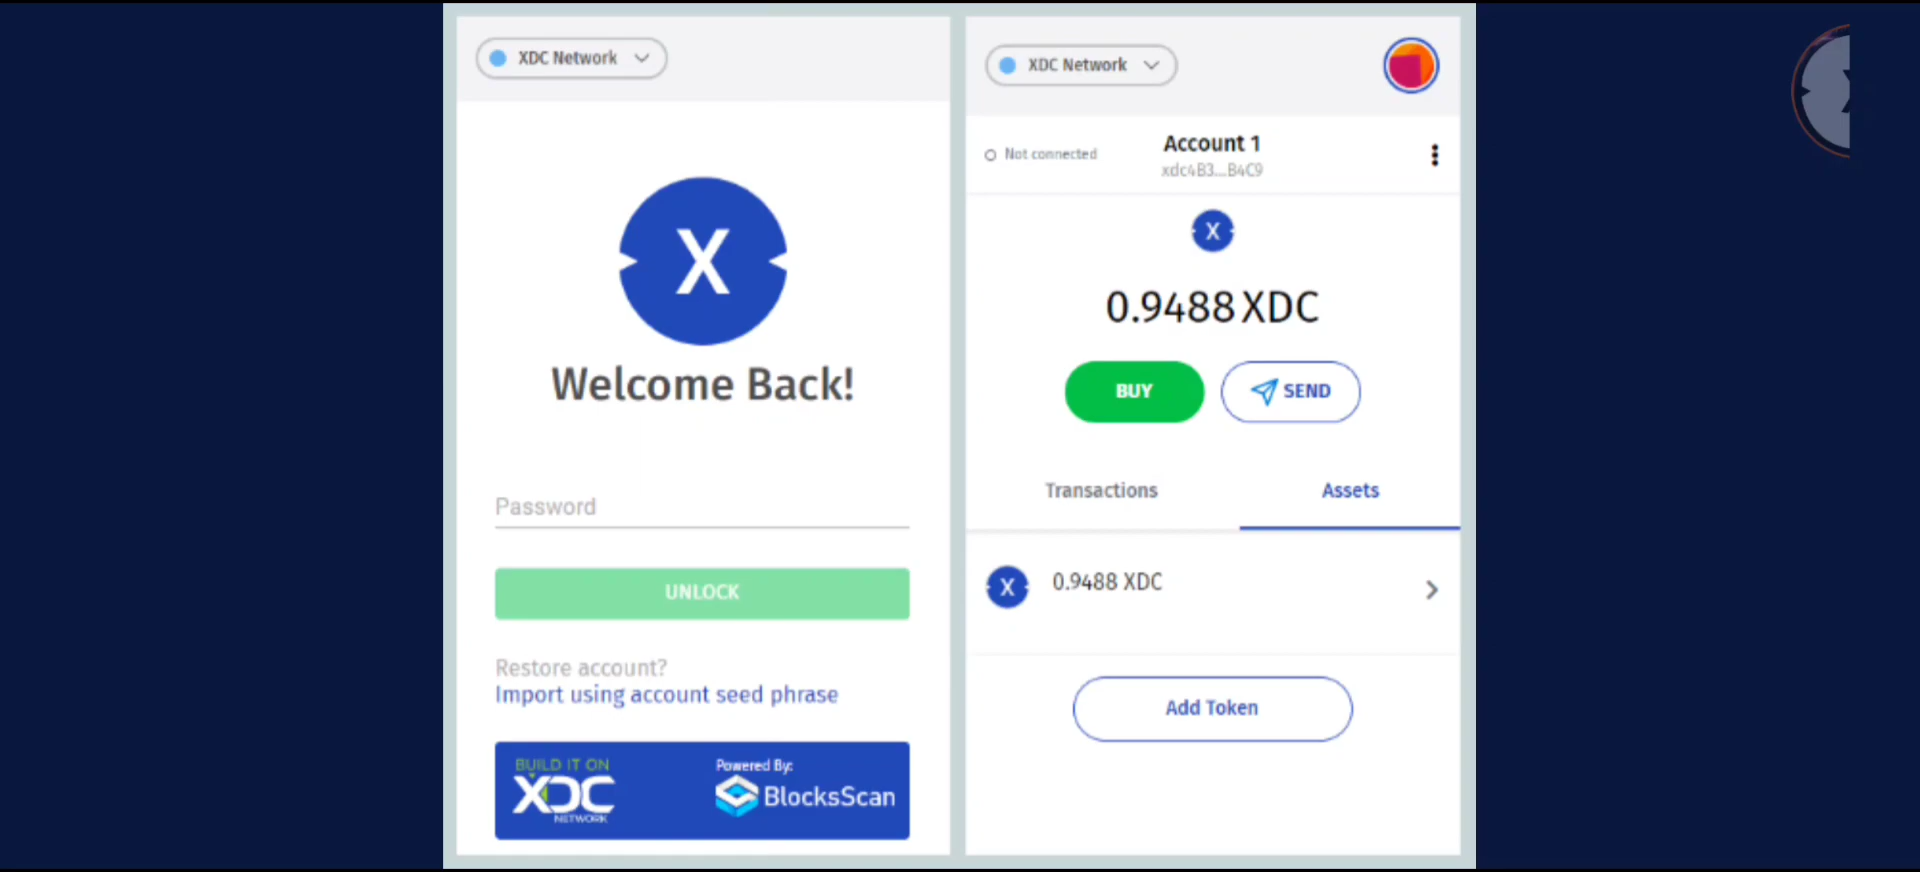 XDC Network
X
Welcome Back!
Password
UNLOCK
Restore account?
Import using account seed phrase
BUILD IT ON
XDC
NETWORK
Powered By:
BlocksScan
XDC Network
Not connected
Account 1
xdc4B3...B4C9
X
0.9488 XDC
BUY
SEND
Transactions
Assets
X
0.9488 XDC
Add Token